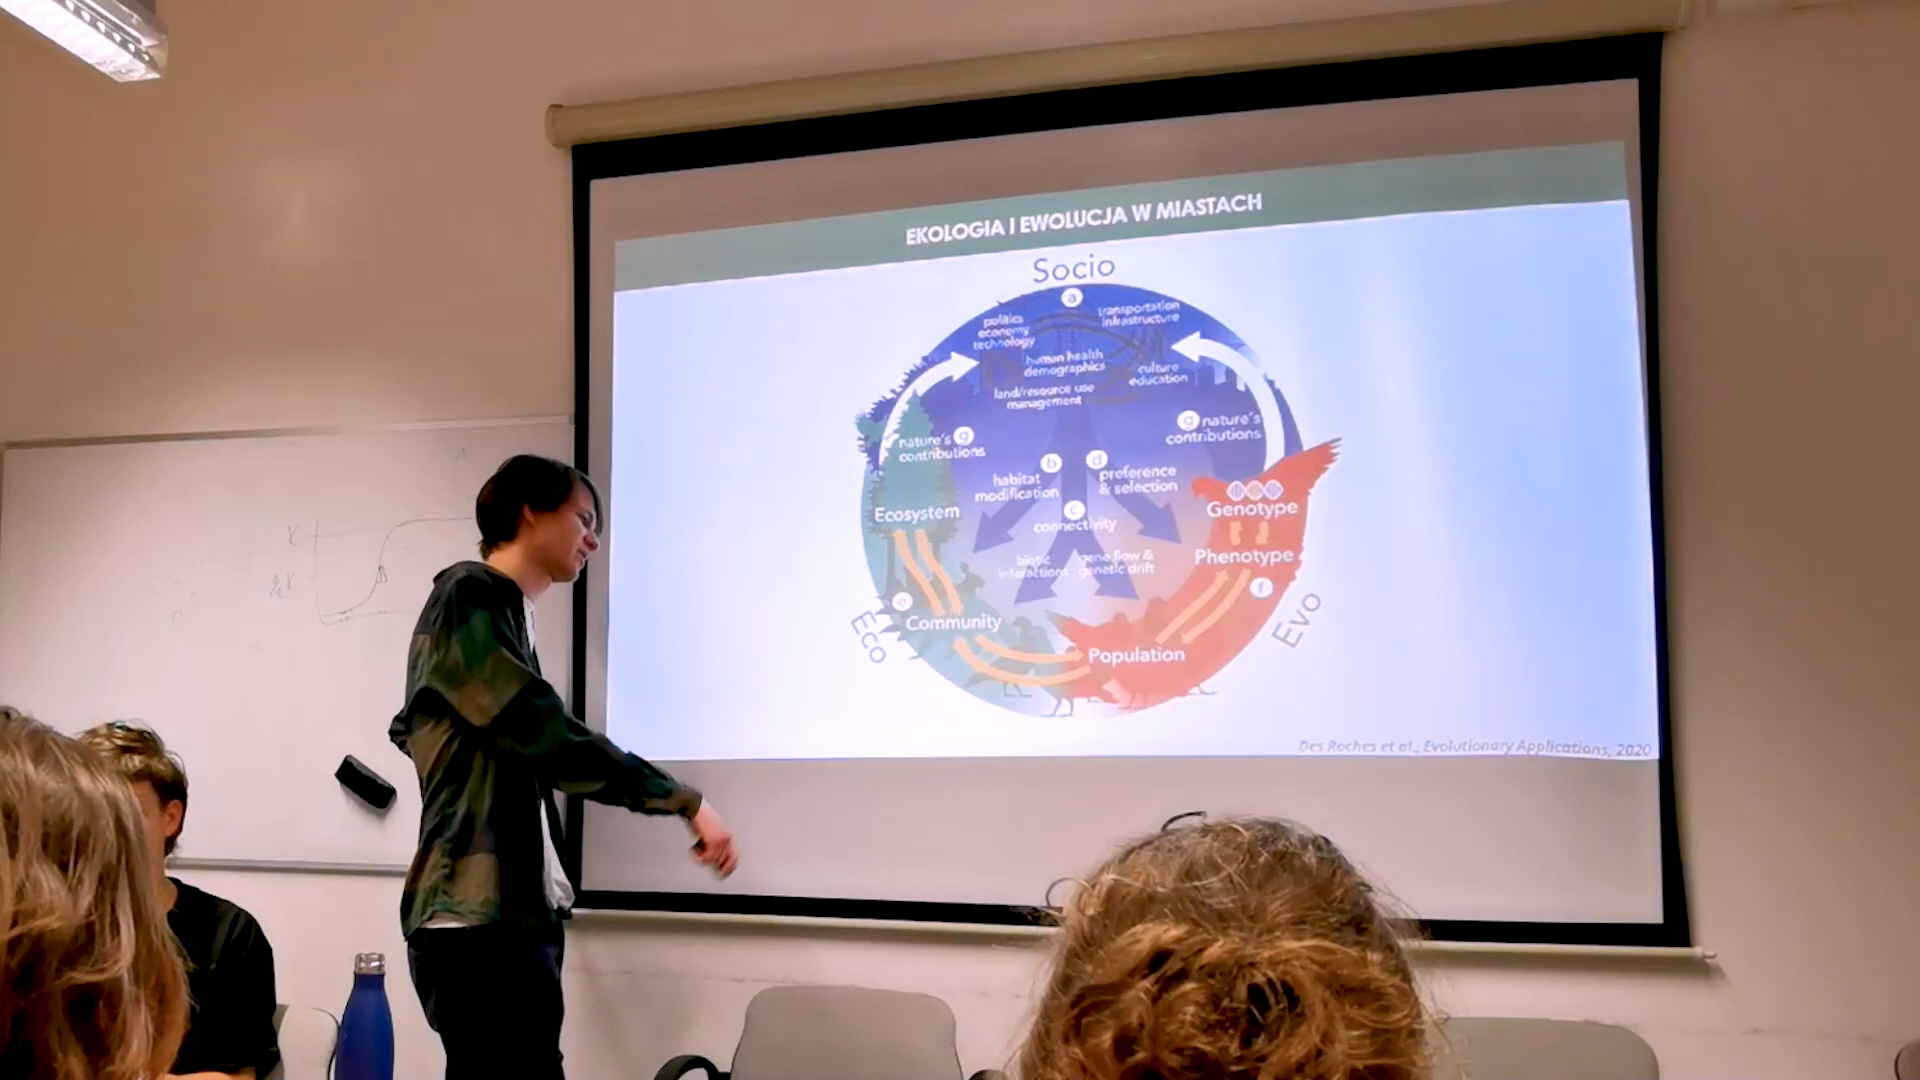 EKOLOGIA I EWOLUCJA W MIASTACH
Socio
a
politics
economy
technology
transportation
infrastructure
human health
demographics
culture
education
land/resource use
management
nature's g
contributions
g nature's
contributions
b
habitat
modification
d
preference
& selection
c
connectivity
biotic
interactions
gene flow &
genetic drift
Ecosystem
Genotype
Phenotype
f
e
Community
Population
Eco
Evo
Des Roches et al., Evolutionary Applications, 2020
K